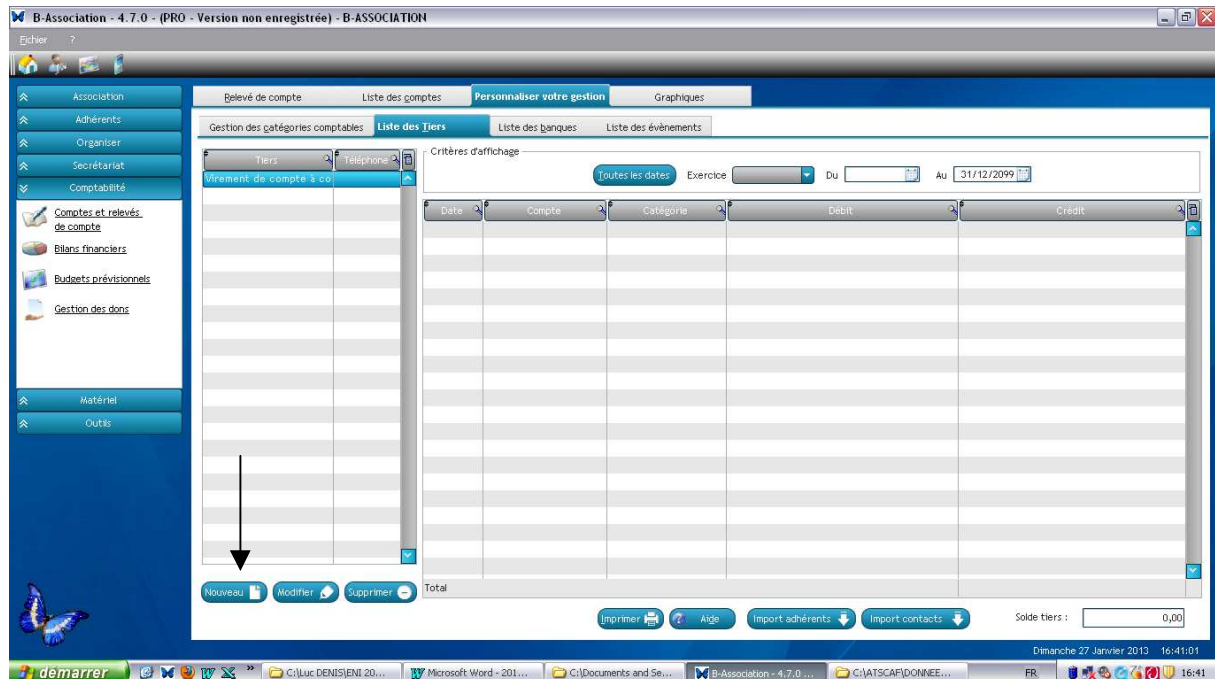 B-Association - 4.7.0 - (PRO - Version non enregistrée) - B-ASSOCIATION
Fichier ?
Association
Adhérents
Organiser
Secrétariat
Comptabilité
Comptes et relevés
de compte
Bilans financiers
Budgets prévisionnels
Gestion des dons
Matériel
Outils
Relevé de compte Liste des comptes Personnaliser votre gestion Graphiques
Gestion des catégories comptables Liste des Tiers Liste des banques Liste des évènements
Tiers Téléphone
Virement de compte à co
Critères d'affichage
Toutes les dates Exercice Du Au 31/12/2099
Date Compte Catégorie Débit Crédit
Total
Nouveau Modifier Supprimer
Imprimer Aide Import adhérents Import contacts Solde tiers : 0,00
Dimanche 27 Janvier 2013 16:41:01
démarrer » C:\Luc DENIS\ENI 20... Microsoft Word - 201... C:\Documents and Se... B-Association - 4.7.0 ... C:\ATSCAF\DONNEE... FR 16:41